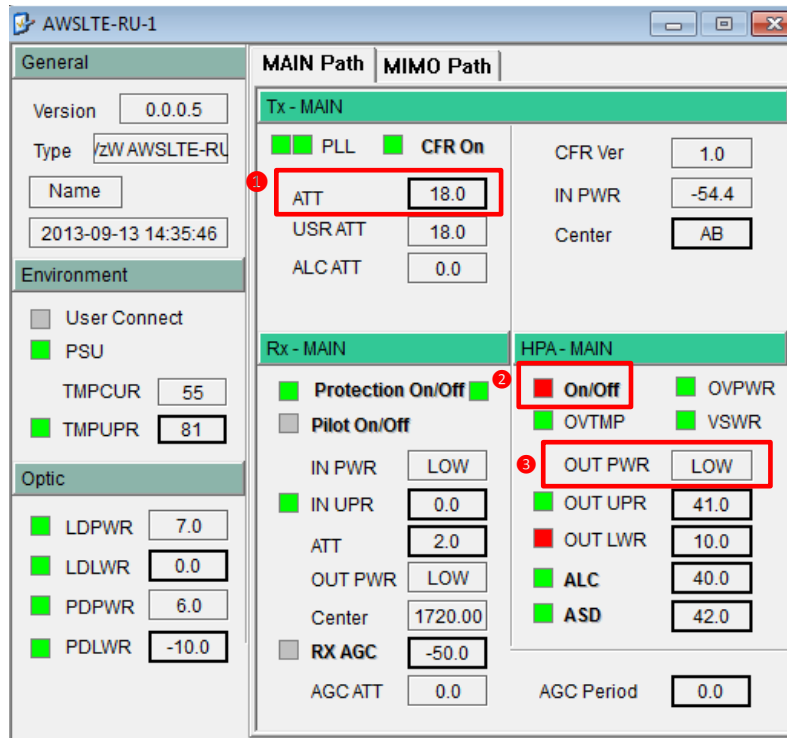 AWSLTE-RU-1
General
Version 0.0.0.5
Type /zW AWSLTE-RU
Name
2013-09-13 14:35:46
Environment
User Connect
PSU
TMPCUR 55
TMPUPR 81
Optic
LDPWR 7.0
LDLWR 0.0
PDPWR 6.0
PDLWR -10.0
MAIN Path MIMO Path
Tx - MAIN
PLL CFR On
1 ATT 18.0
USR ATT 18.0
ALC ATT 0.0
CFR Ver 1.0
IN PWR -54.4
Center AB
Rx - MAIN
Protection On/Off
Pilot On/Off
IN PWR LOW
IN UPR 0.0
ATT 2.0
OUT PWR LOW
Center 1720.00
RX AGC -50.0
AGC ATT 0.0
HPA - MAIN
2 On/Off OVPWR
OVTMP VSWR
3 OUT PWR LOW
OUT UPR 41.0
OUT LWR 10.0
ALC 40.0
ASD 42.0
AGC Period 0.0